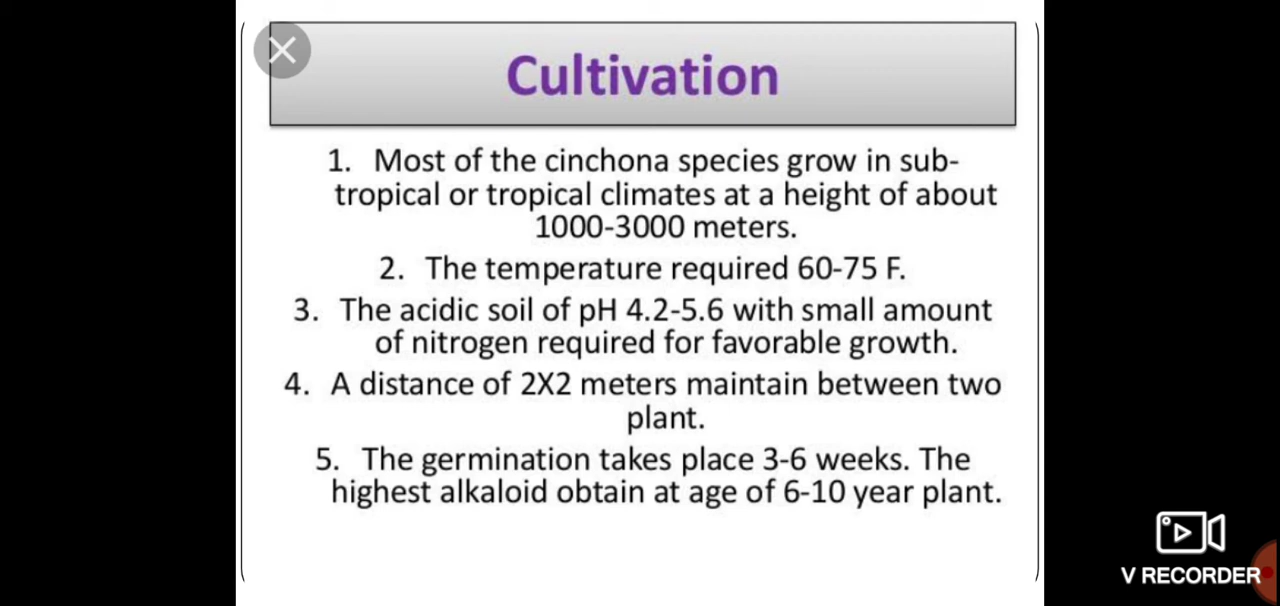 Cultivation
1. Most of the cinchona species grow in sub-
tropical or tropical climates at a height of about
1000-3000 meters.
2. The temperature required 60-75 F.
3. The acidic soil of pH 4.2-5.6 with small amount
of nitrogen required for favorable growth.
4. A distance of 2X2 meters maintain between two
plant.
5. The germination takes place 3-6 weeks. The
highest alkaloid obtain at age of 6-10 year plant.
V RECORDER